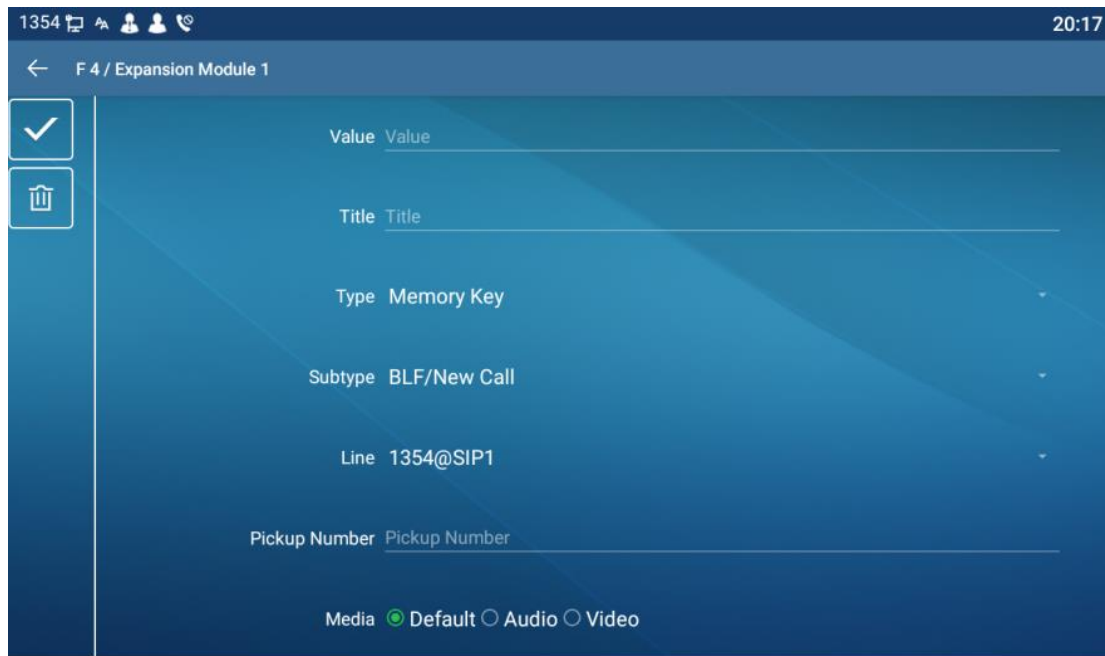 1354 20:17
F 4 / Expansion Module 1
Value Value
Title Title
Type Memory Key
Subtype BLF/New Call
Line 1354@SIP1
Pickup Number Pickup Number
Media Default Audio Video